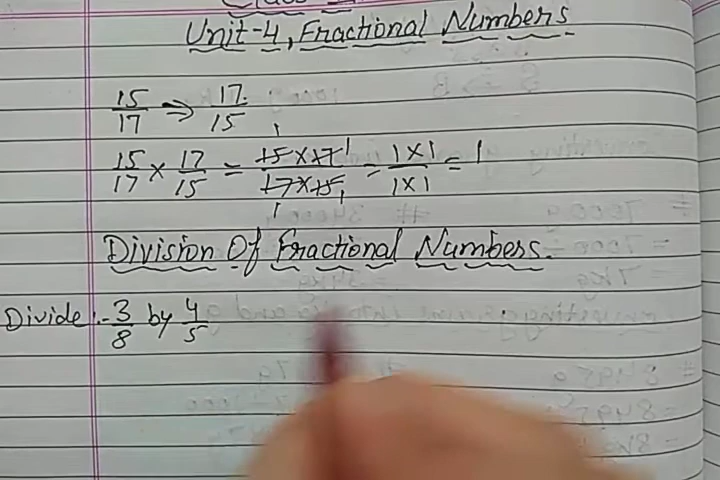 Unit-4, Fractional Numbers
15/17 → 17/15
15/17 × 17/15 = 15×17/17×15 = 1×1/1×1 = 1
Division Of Fractional Numbers.
Divide:- 3/8 by 4/5